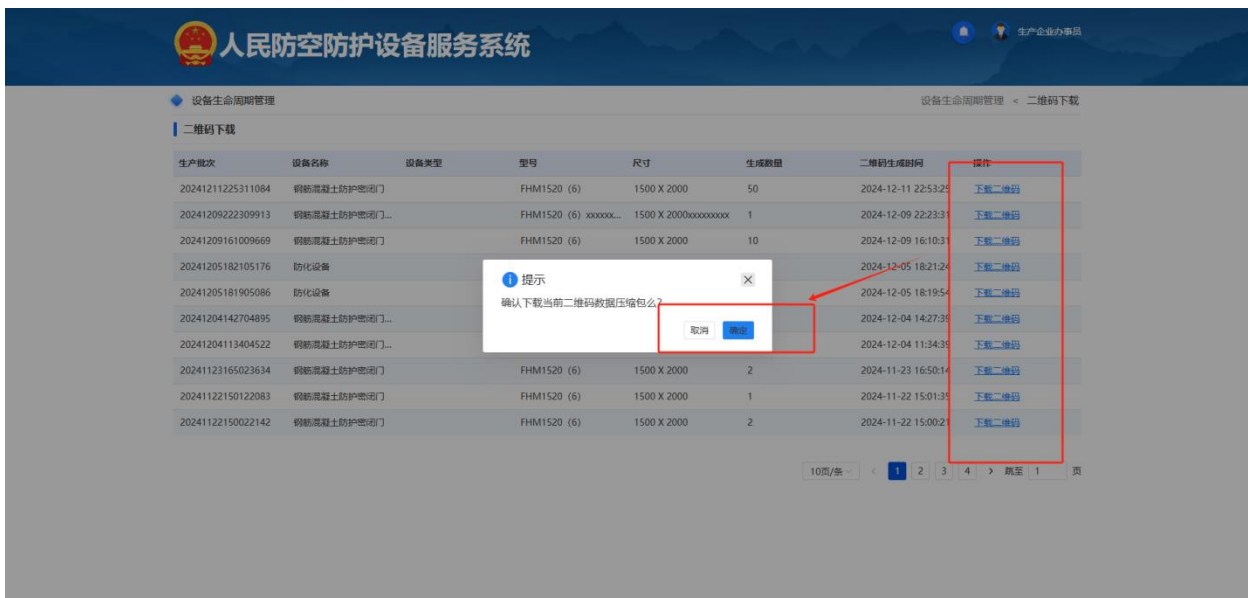 人民防空防护设备服务系统
生产企业办事员
设备生命周期管理
设备生命周期管理 < 二维码下载
二维码下载
生产批次 设备名称 设备类型 型号 尺寸 生成数量 二维码生成时间 操作
20241211225311084 钢筋混凝土防护密闭门 FHM1520 (6) 1500 X 2000 50 2024-12-11 22:53:25 下载二维码
20241209222309913 钢筋混凝土防护密闭门... FHM1520 (6) xxxxxx... 1500 X 2000xxxxxxxxx 1 2024-12-09 22:23:31 下载二维码
20241209161009669 钢筋混凝土防护密闭门 FHM1520 (6) 1500 X 2000 10 2024-12-09 16:10:31 下载二维码
20241205182105176 防化设备 2024-12-05 18:21:24 下载二维码
20241205181905086 防化设备 2024-12-05 18:19:54 下载二维码
20241204142704895 钢筋混凝土防护密闭门... 2024-12-04 14:27:39 下载二维码
20241204113404522 钢筋混凝土防护密闭门... 2024-12-04 11:34:39 下载二维码
20241123165023634 钢筋混凝土防护密闭门 FHM1520 (6) 1500 X 2000 2 2024-11-23 16:50:14 下载二维码
20241122150122083 钢筋混凝土防护密闭门 FHM1520 (6) 1500 X 2000 1 2024-11-22 15:01:35 下载二维码
20241122150022142 钢筋混凝土防护密闭门 FHM1520 (6) 1500 X 2000 2 2024-11-22 15:00:21 下载二维码
提示
确认下载当前二维码数据压缩包么?
取消 确定
10页/条 < 1 2 3 4 > 跳至 1 页